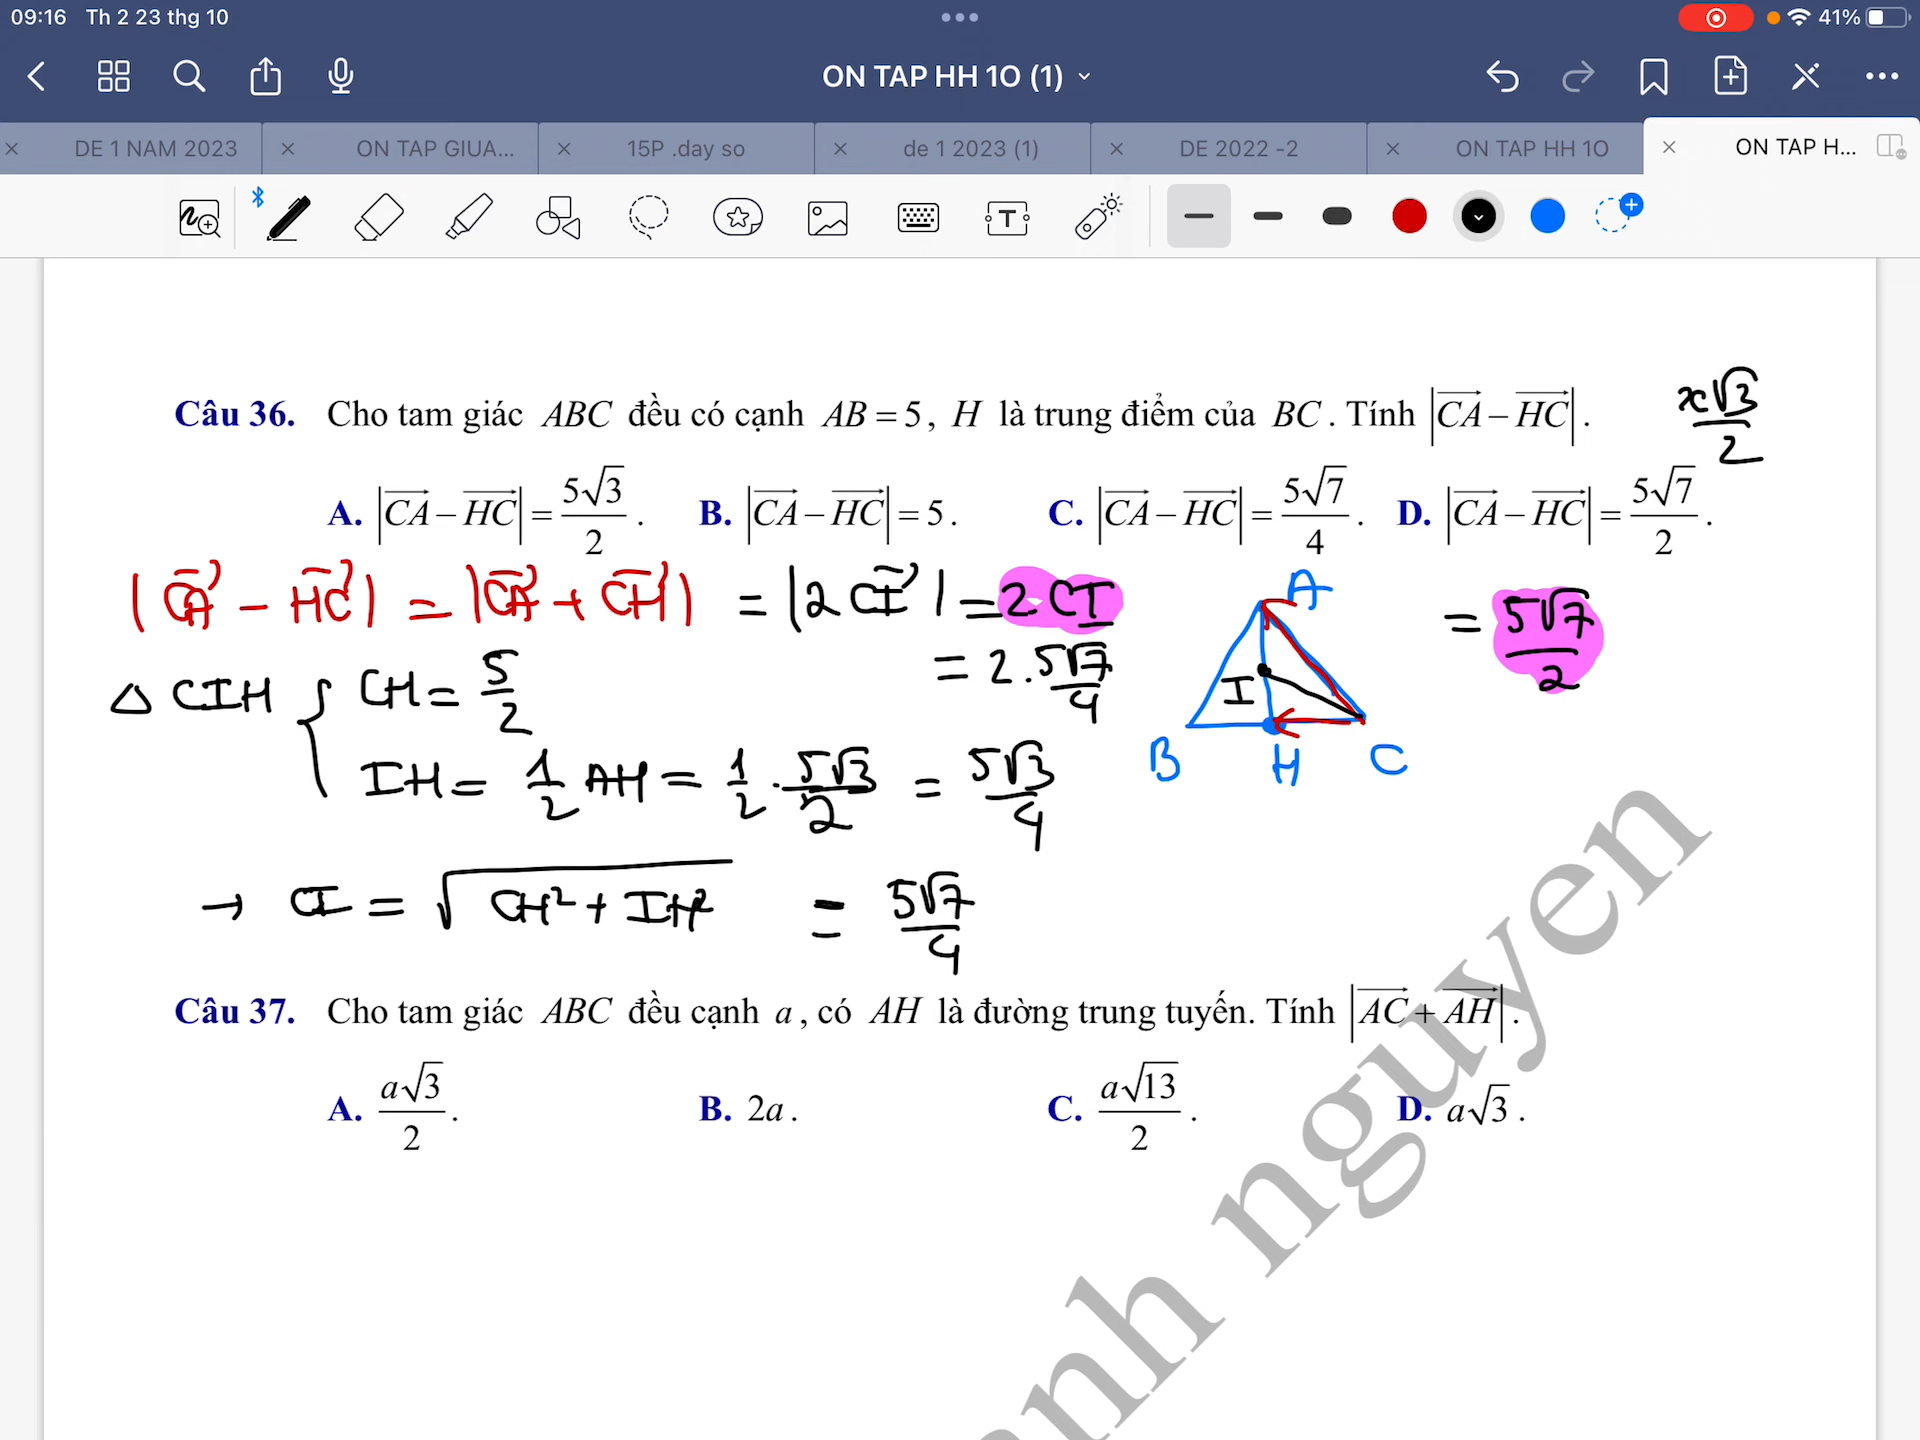 09:16 Th 2 23 thg 10
41%
ON TAP HH 1O (1)
DE 1 NAM 2023
ON TAP GIUA...
15P .day so
de 1 2023 (1)
DE 2022 -2
ON TAP HH 1O
ON TAP H...
T
Câu 36. Cho tam giác ABC đều có cạnh AB = 5, H là trung điểm của BC. Tính |CA⃗ − HC⃗|.
x√3/2
A. |CA⃗ − HC⃗| = 5√3/2. B. |CA⃗ − HC⃗| = 5. C. |CA⃗ − HC⃗| = 5√7/4. D. |CA⃗ − HC⃗| = 5√7/2.
|CA⃗ − HC⃗| = |CA⃗ + CH⃗| = |2CI⃗| = 2.CI
= 2.5√7/4
= 5√7/2
A
I
B H C
△ CIH { CH = 5/2
IH = 1/2 AH = 1/2 . 5√3/2 = 5√3/4
→ CI = √(CH² + IH²) = 5√7/4
Câu 37. Cho tam giác ABC đều cạnh a, có AH là đường trung tuyến. Tính |AC⃗ + AH⃗|.
A. a√3/2. B. 2a. C. a√13/2. D. a√3.
anh nguyen